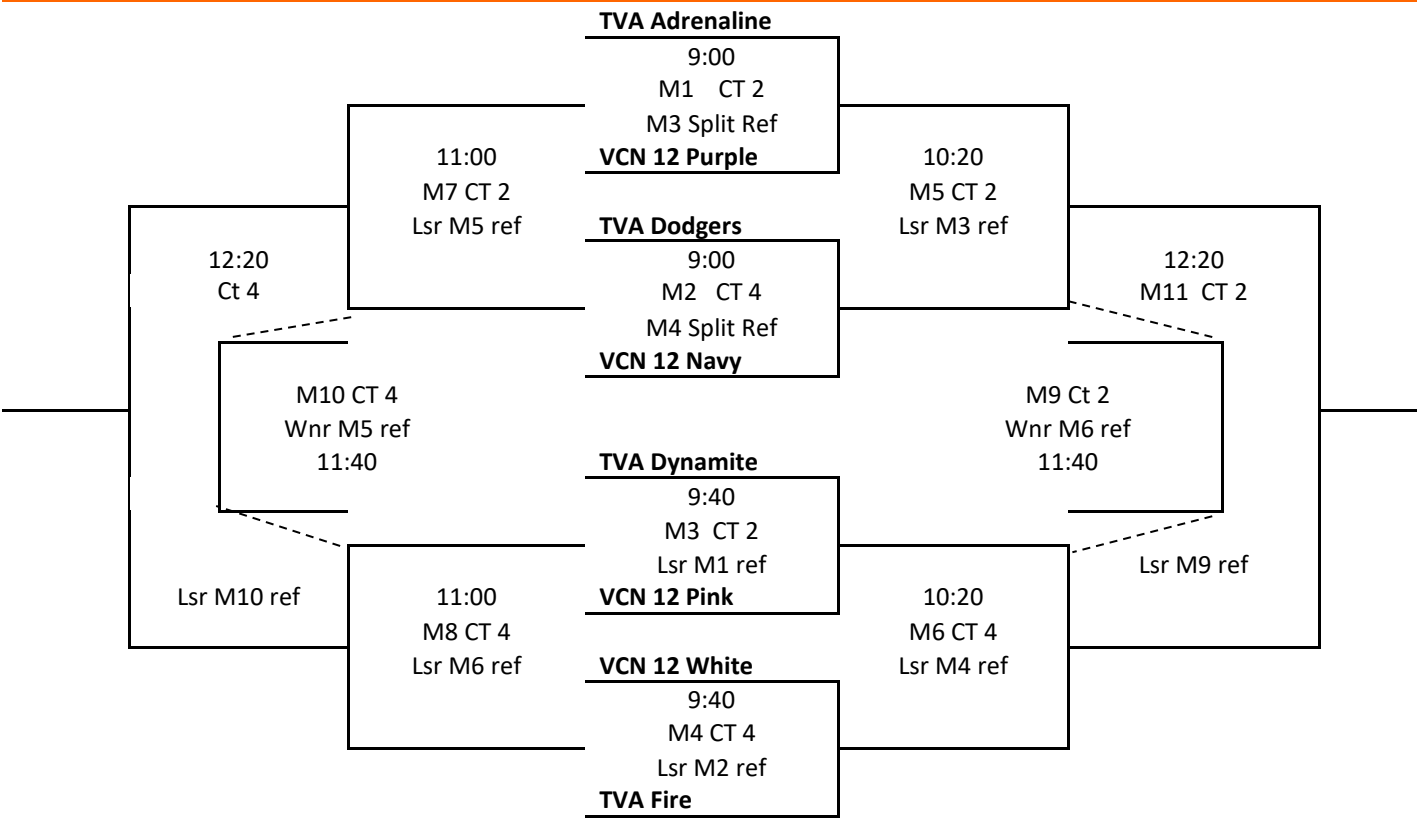 TVA Adrenaline
9:00
M1 CT 2
M3 Split Ref
VCN 12 Purple
11:00
M7 CT 2
Lsr M5 ref
10:20
M5 CT 2
Lsr M3 ref
TVA Dodgers
9:00
M2 CT 4
M4 Split Ref
VCN 12 Navy
12:20
Ct 4
12:20
M11 CT 2
M10 CT 4
Wnr M5 ref
11:40
M9 Ct 2
Wnr M6 ref
11:40
TVA Dynamite
9:40
M3 CT 2
Lsr M1 ref
VCN 12 Pink
Lsr M10 ref
Lsr M9 ref
11:00
M8 CT 4
Lsr M6 ref
10:20
M6 CT 4
Lsr M4 ref
VCN 12 White
9:40
M4 CT 4
Lsr M2 ref
TVA Fire